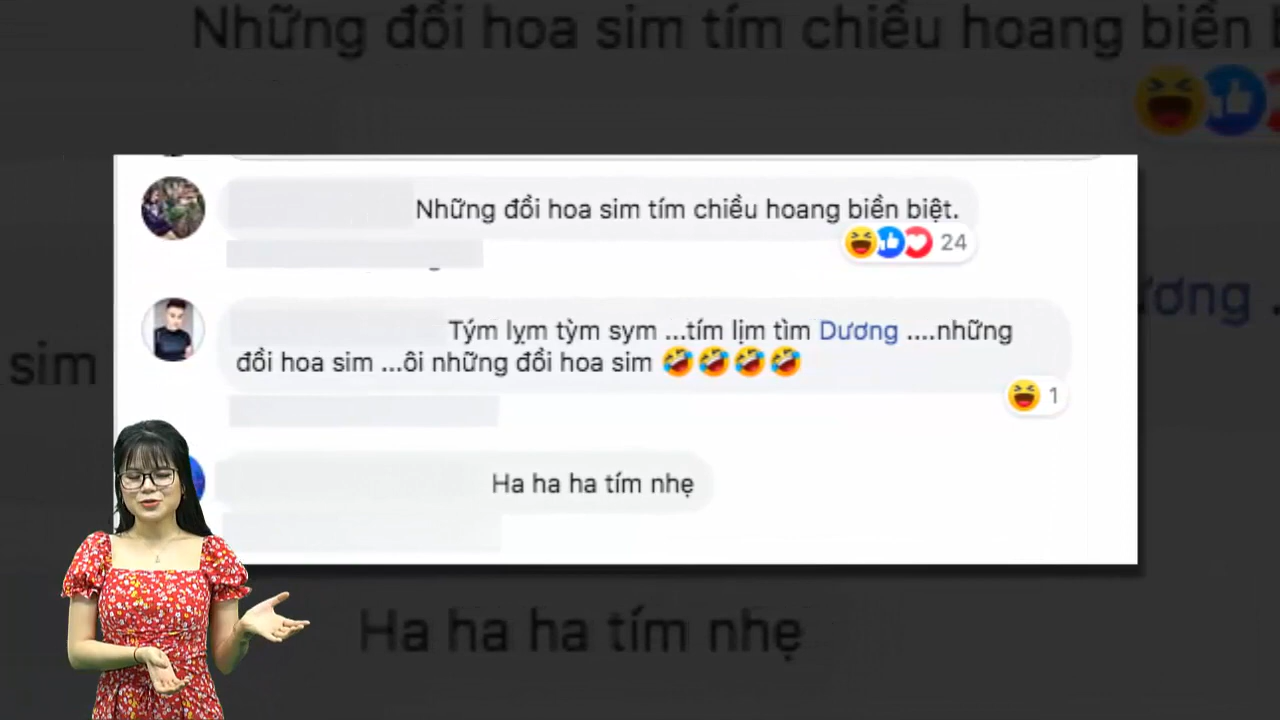 Những đồi hoa sim tím chiều hoang biền b
Những đồi hoa sim tím chiều hoang biền biệt.
24
ương .
Tým lỵm tỳm sym ...tím lịm tìm Dương ....những
sim
đồi hoa sim ...ôi những đồi hoa sim 🤣🤣🤣🤣
1
Ha ha ha tím nhẹ
Ha ha ha tím nhẹ